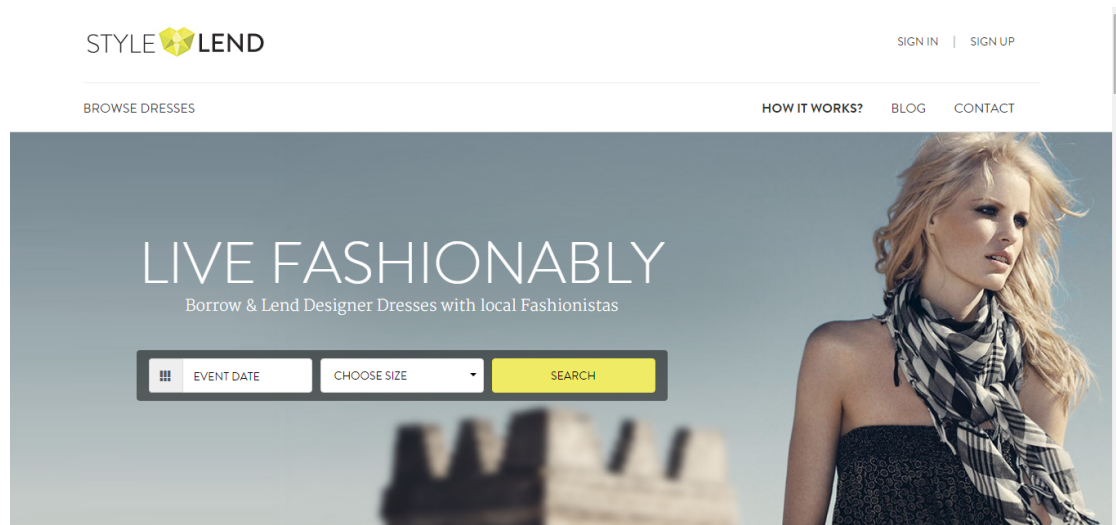 STYLE LEND
SIGN IN | SIGN UP
BROWSE DRESSES
HOW IT WORKS? BLOG CONTACT
LIVE FASHIONABLY
Borrow & Lend Designer Dresses with local Fashionistas
EVENT DATE CHOOSE SIZE SEARCH